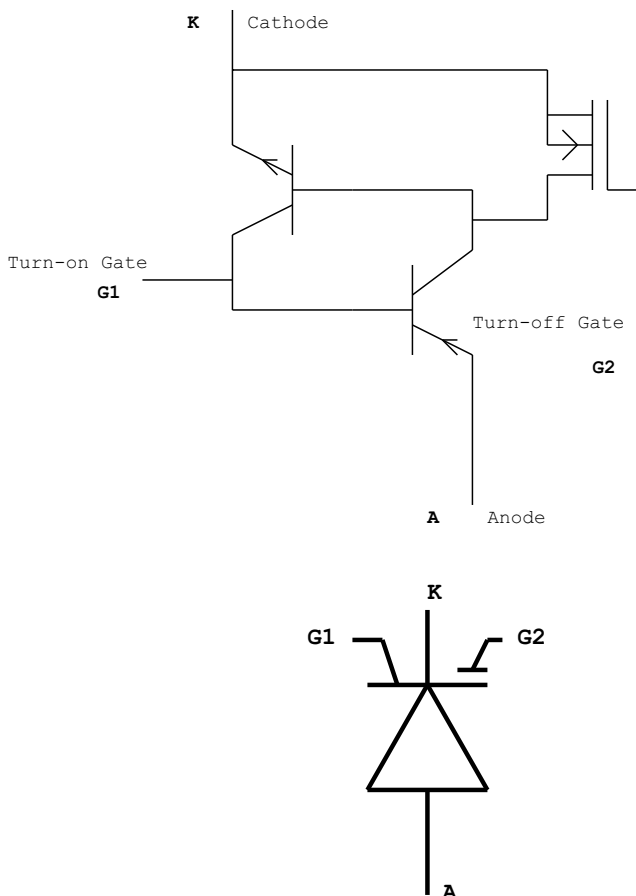 K Cathode
Turn-on Gate
G1
Turn-off Gate
G2
A Anode
K
G1 G2
A